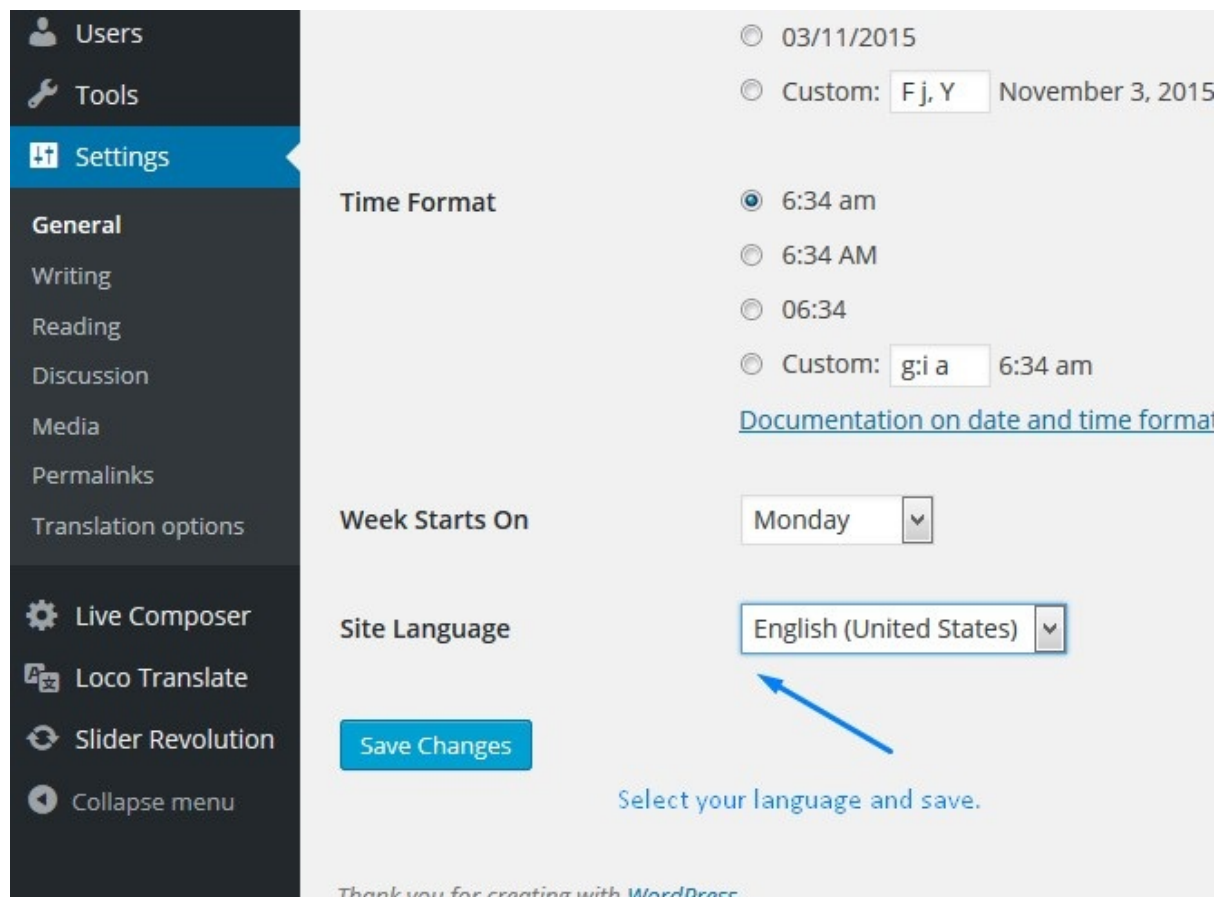 Users
Tools
Settings
General
Writing
Reading
Discussion
Media
Permalinks
Translation options
Live Composer
Loco Translate
Slider Revolution
Collapse menu
03/11/2015
Custom: F j, Y November 3, 2015
Time Format
6:34 am
6:34 AM
06:34
Custom: g:i a 6:34 am
Documentation on date and time format
Week Starts On Monday
Site Language English (United States)
Save Changes
Select your language and save.
Thank you for creating with WordPress